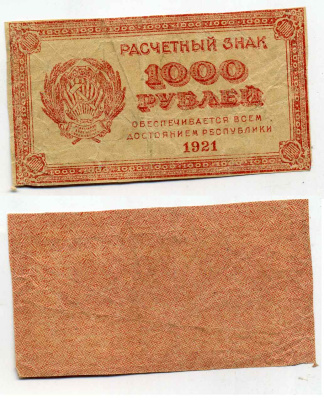 РАСЧЕТНЫЙ ЗНАК
1000
РУБЛЕЙ
ОБЕСПЕЧИВАЕТСЯ ВСЕМ
ДОСТОЯНИЕМ РЕСПУБЛИКИ
1921